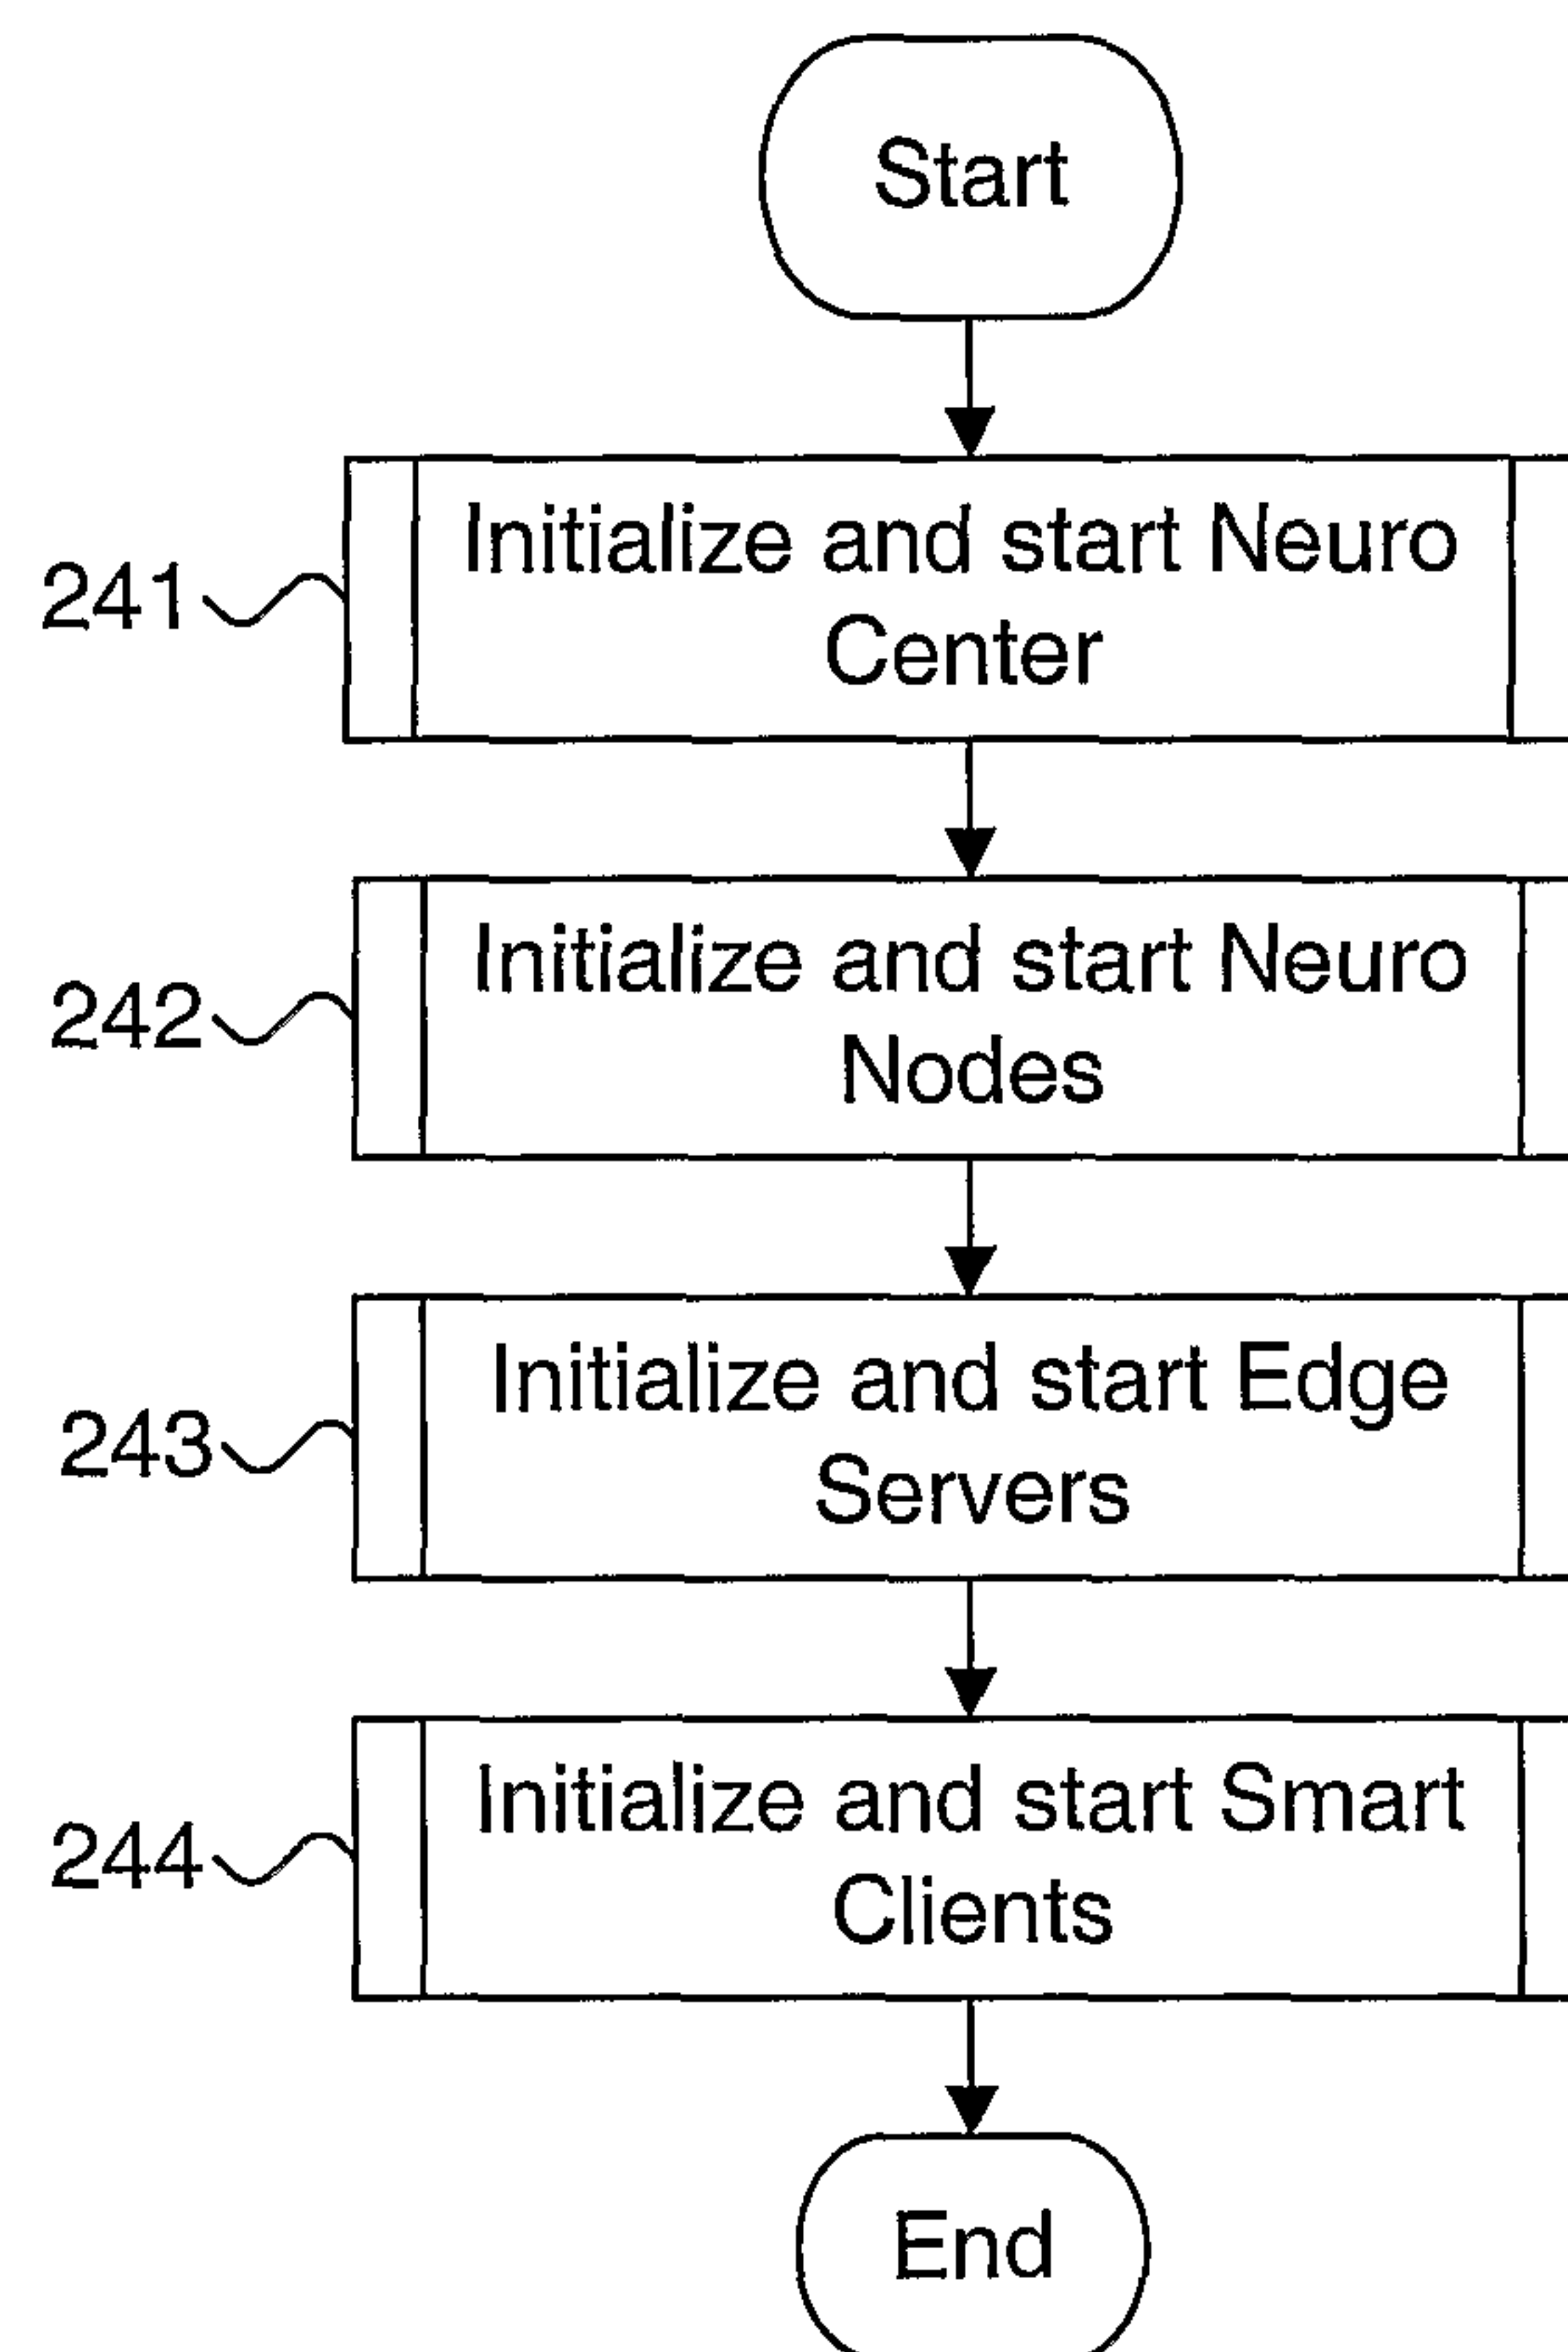 Start
Initialize and start Neuro
Center
241
Initialize and start Neuro
Nodes
242
Initialize and start Edge
Servers
243
Initialize and start Smart
Clients
244
End